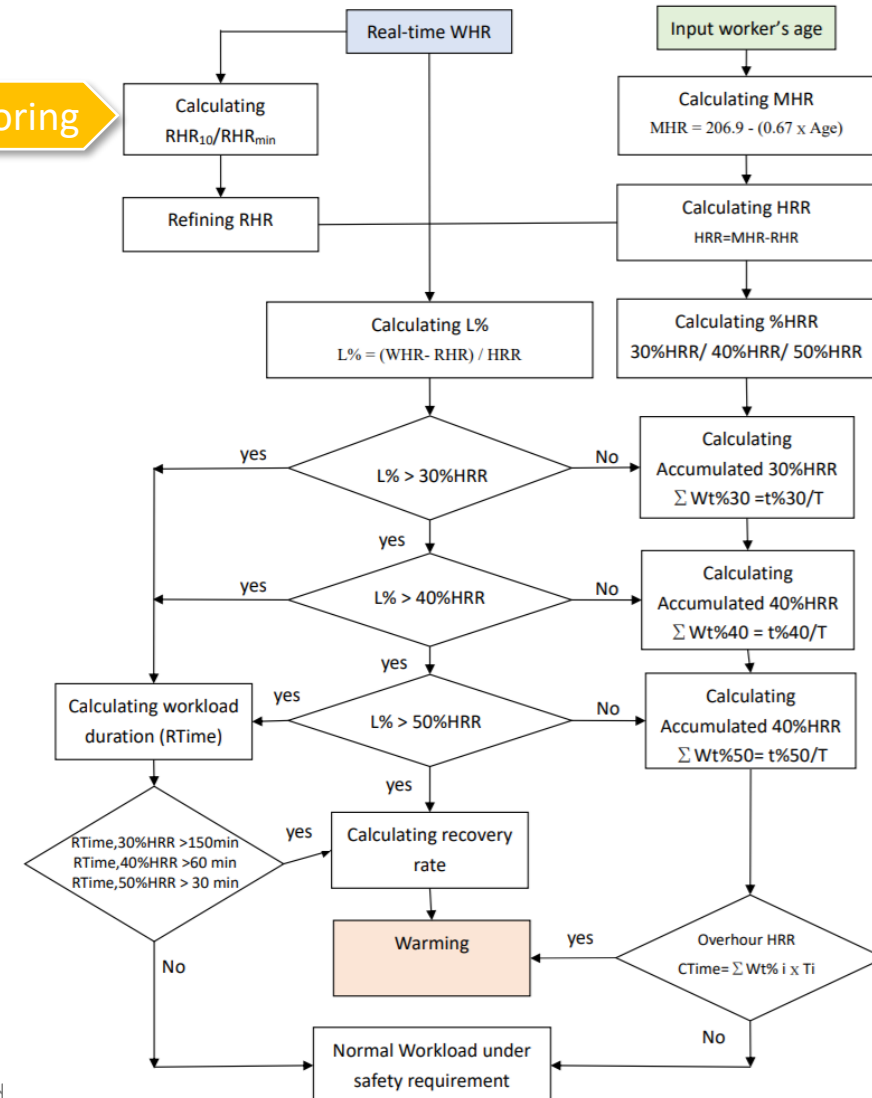 Real-time WHR
Input worker's age
oring
Calculating
RHR₁₀/RHRmin
Calculating MHR
MHR = 206.9 - (0.67 x Age)
Refining RHR
Calculating HRR
HRR=MHR-RHR
Calculating L%
L% = (WHR- RHR) / HRR
Calculating %HRR
30%HRR/ 40%HRR/ 50%HRR
yes
L% > 30%HRR
No
Calculating
Accumulated 30%HRR
∑ Wt%30 =t%30/T
yes
yes
L% > 40%HRR
No
Calculating
Accumulated 40%HRR
∑ Wt%40 = t%40/T
yes
Calculating workload
duration (RTime)
yes
L% > 50%HRR
No
Calculating
Accumulated 40%HRR
∑ Wt%50= t%50/T
yes
RTime,30%HRR >150min
RTime,40%HRR >60 min
RTime,50%HRR > 30 min
yes
Calculating recovery
rate
Warming
yes
Overhour HRR
CTime= ∑ Wt% i x Ti
No
No
Normal Workload under
safety requirement